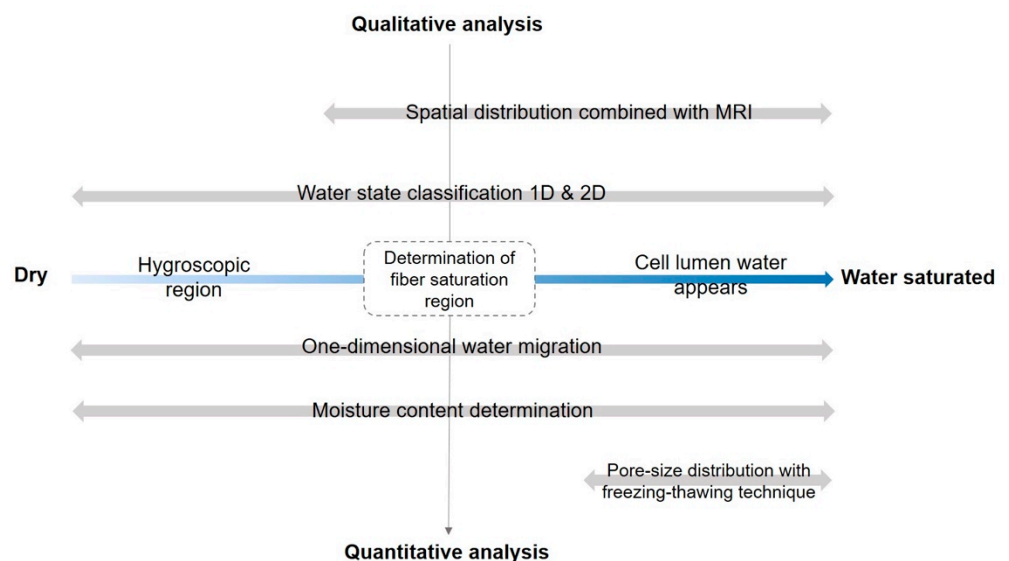 Qualitative analysis
Spatial distribution combined with MRI
Water state classification 1D & 2D
Dry
Hygroscopic
region
Determination of
fiber saturation
region
Cell lumen water
appears
Water saturated
One-dimensional water migration
Moisture content determination
Pore-size distribution with
freezing-thawing technique
Quantitative analysis